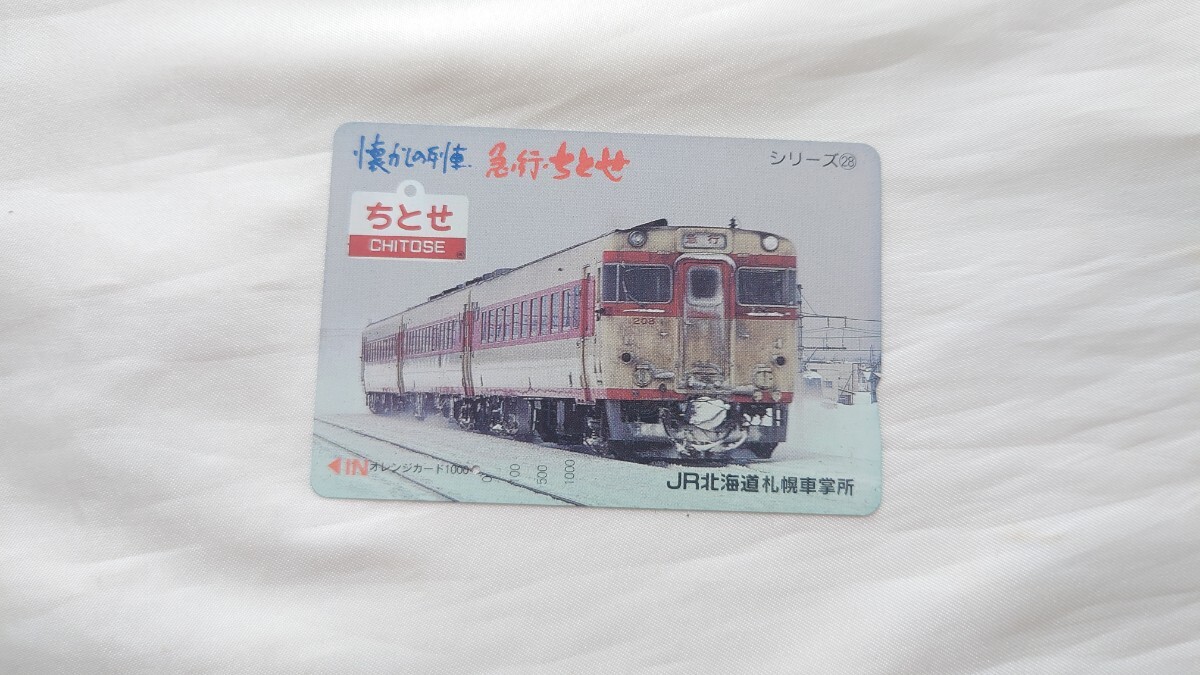 懐かしの列車 急行ちとせ
シリーズ㉘
ちとせ
CHITOSE
急行
208
IN オレンジカード1000
0 100 500 1000
JR北海道札幌車掌所